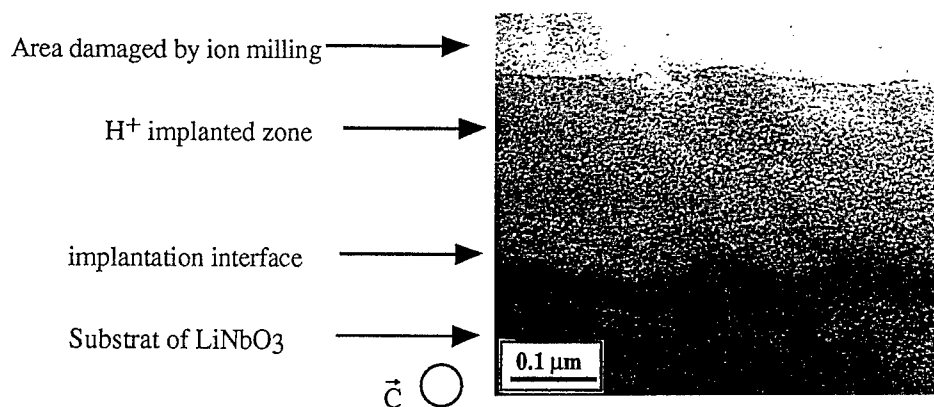 Area damaged by ion milling
H+ implanted zone
implantation interface
Substrat of LiNbO3
0.1 μm
C